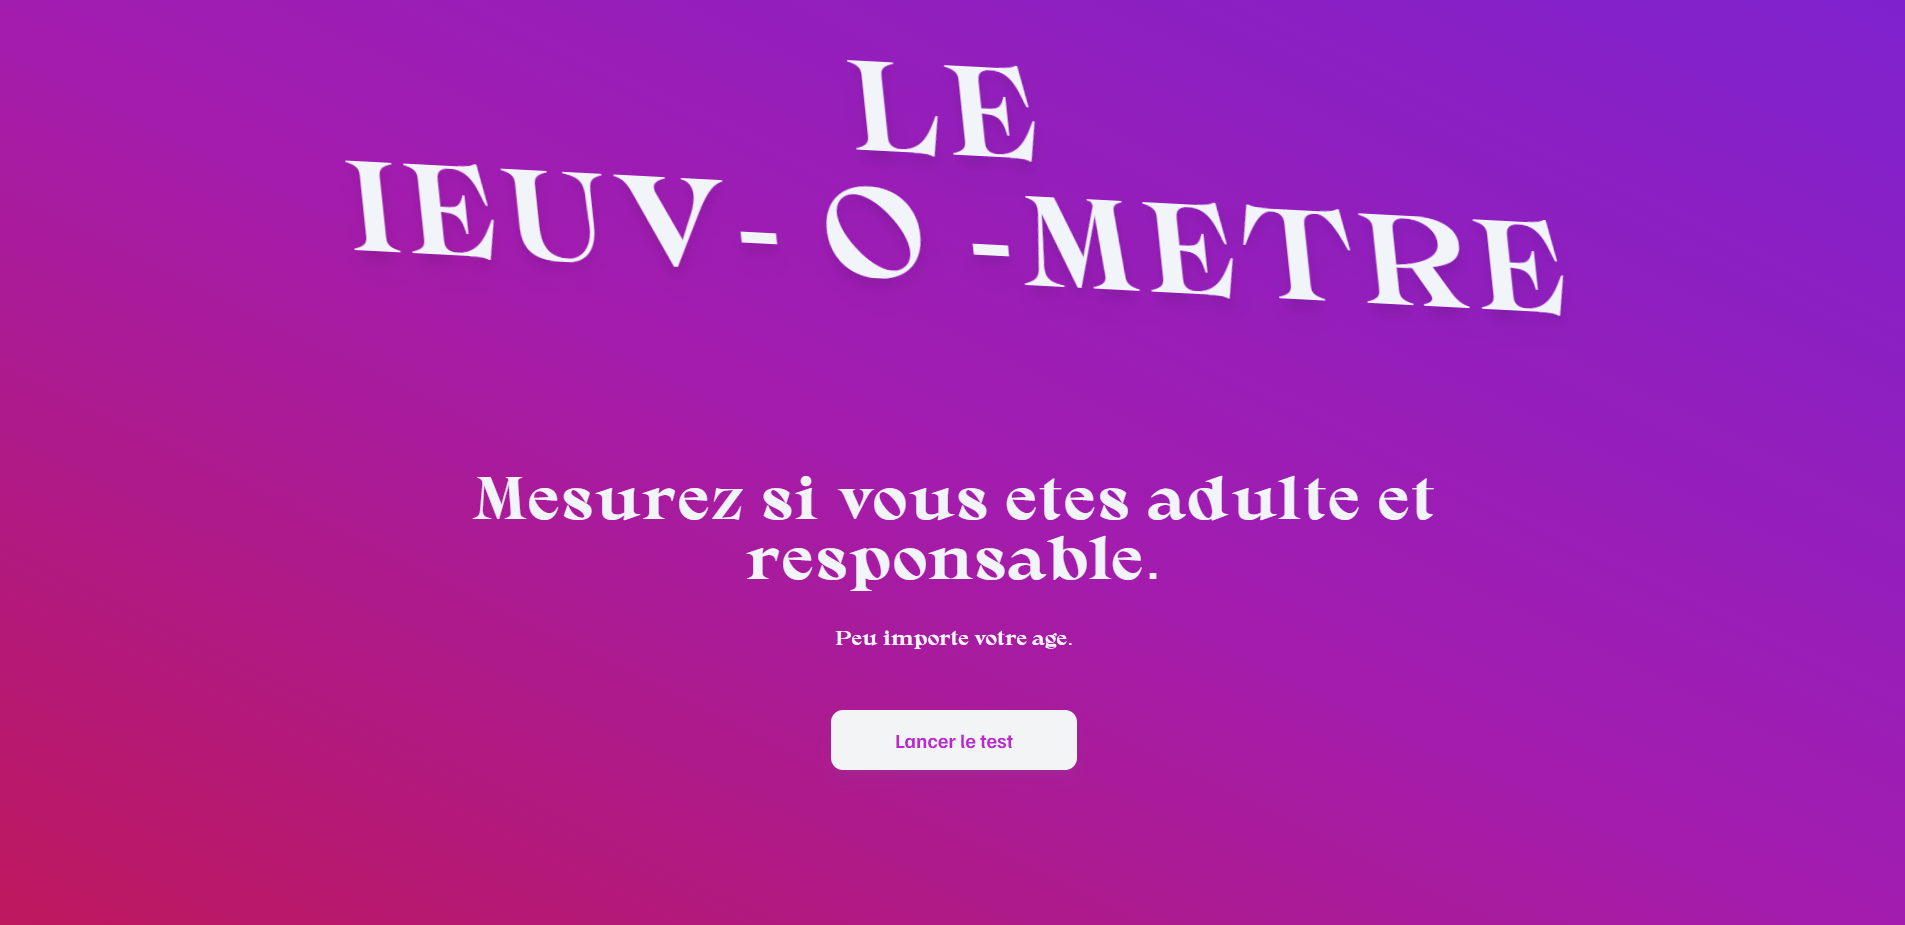 LE
IEUV-O-METRE
Mesurez si vous etes adulte et
responsable.
Peu importe votre age.
Lancer le test